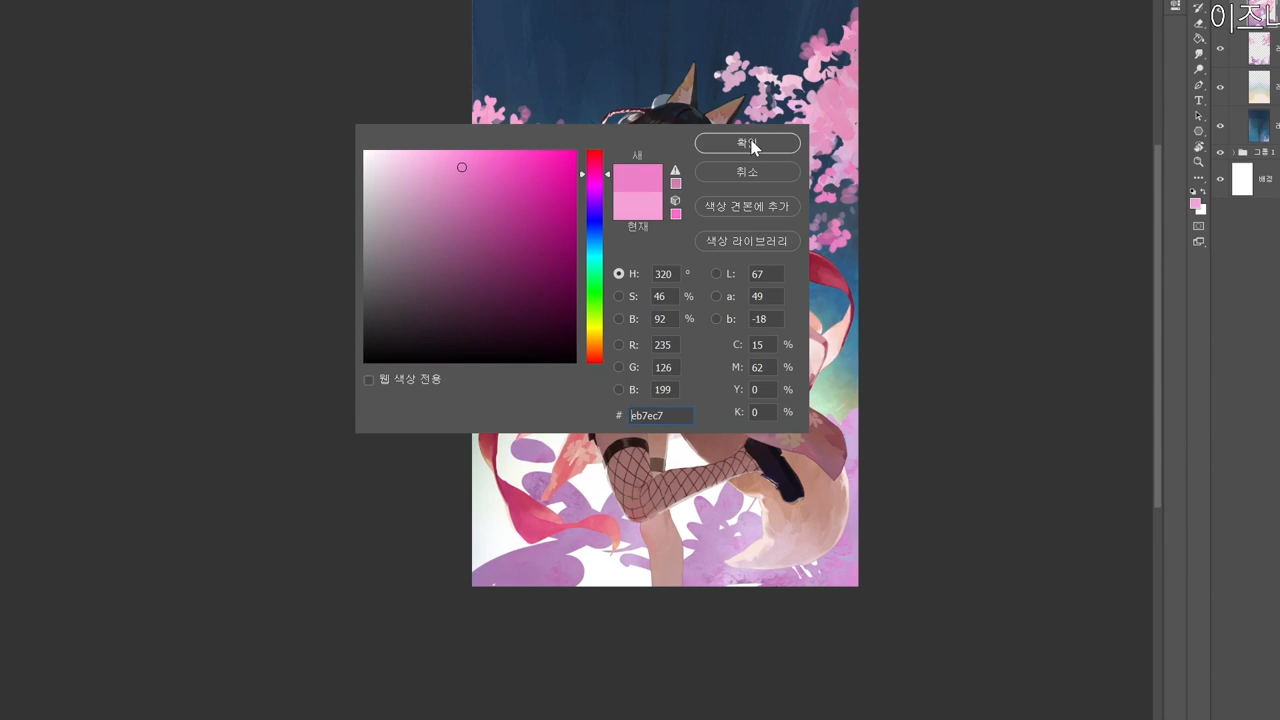 이즈나
새
확인
취소
현재
색상 견본에 추가
색상 라이브러리
H: 320 °
L: 67
S: 46 %
a: 49
B: 92 %
b: -18
R: 235
C: 15 %
G: 126
M: 62 %
B: 199
Y: 0 %
# eb7ec7
K: 0 %
웹 색상 전용
그룹 1
배경